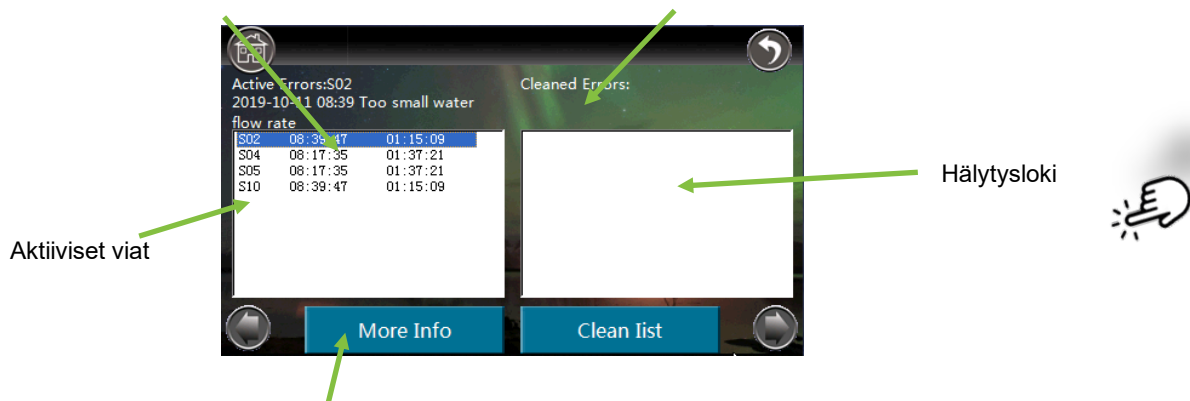 Active Errors:S02
2019-10-11 08:39 Too small water
flow rate
Cleaned Errors:
S02 08:39:47 01:15:09
S04 08:17:35 01:37:21
S05 08:17:35 01:37:21
S10 08:39:47 01:15:09
Hälytysloki
Aktiiviset viat
More Info
Clean Iist